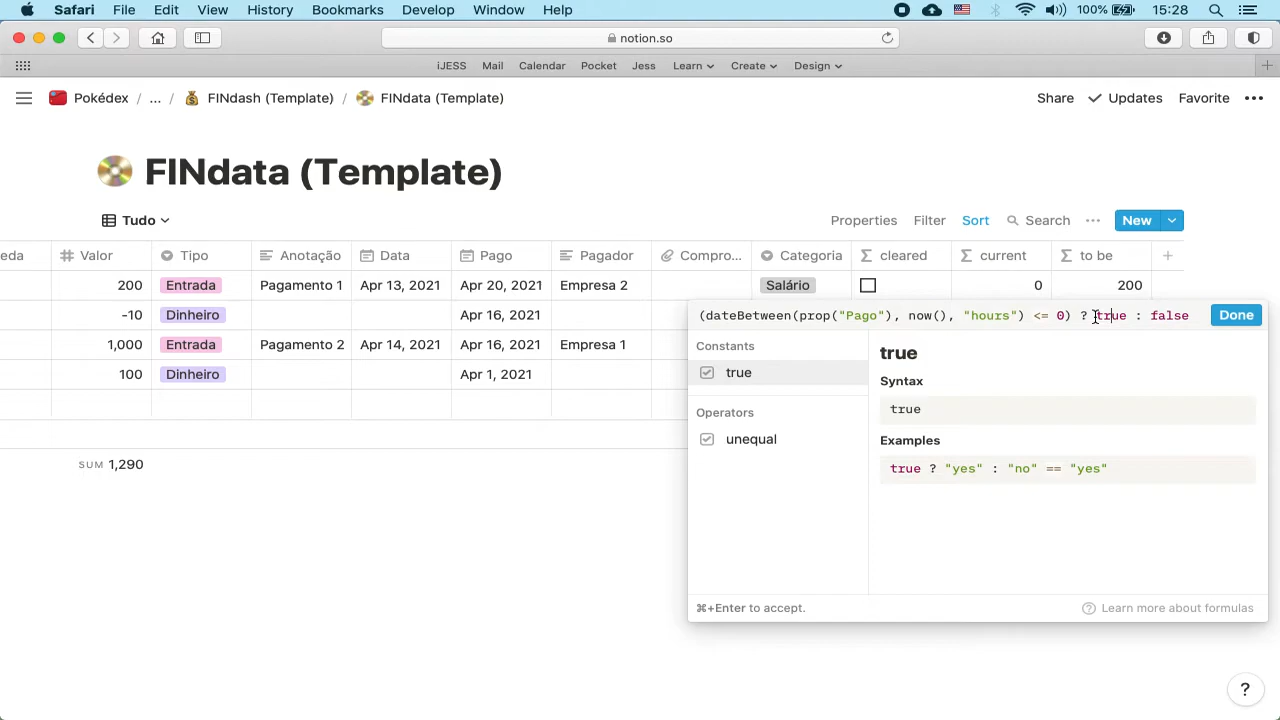 Safari File Edit View History Bookmarks Develop Window Help 100% 15:28
notion.so
iJESS Mail Calendar Pocket Jess Learn Create Design
Pokédex / ... / FINdash (Template) / FINdata (Template) Share Updates Favorite
FINdata (Template)
Tudo Properties Filter Sort Search New
eda Valor Tipo Anotação Data Pago Pagador Compro... Categoria cleared current to be
200 Entrada Pagamento 1 Apr 13, 2021 Apr 20, 2021 Empresa 2 Salário 0 200
-10 Dinheiro Apr 16, 2021
1,000 Entrada Pagamento 2 Apr 14, 2021 Apr 16, 2021 Empresa 1
100 Dinheiro Apr 1, 2021
SUM 1,290
(dateBetween(prop("Pago"), now(), "hours") <= 0) ? true : false Done
Constants
true
Operators
unequal
true
Syntax
true
Examples
true ? "yes" : "no" == "yes"
⌘+Enter to accept. Learn more about formulas
?